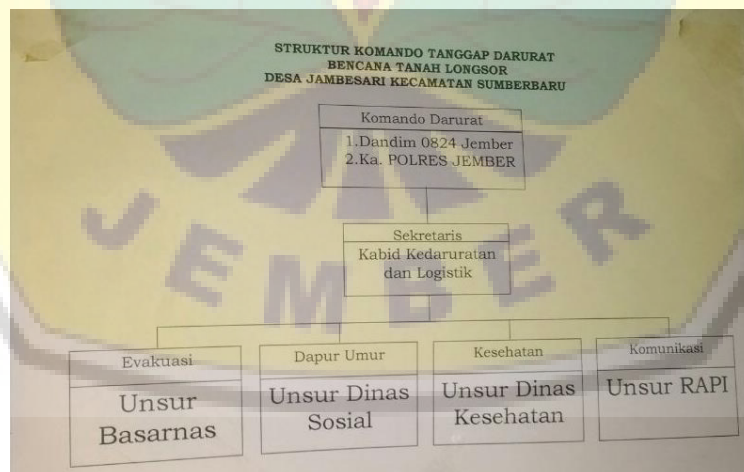 STRUKTUR KOMANDO TANGGAP DARURAT
BENCANA TANAH LONGSOR
DESA JAMBESARI KECAMATAN SUMBERBARU
Komando Darurat
1.Dandim 0824 Jember
2.Ka. POLRES JEMBER
Sekretaris
Kabid Kedaruratan
dan Logistik
JEMBER
Evakuasi
Unsur
Basarnas
Dapur Umur
Unsur Dinas
Sosial
Kesehatan
Unsur Dinas
Kesehatan
Komunikasi
Unsur RAPI